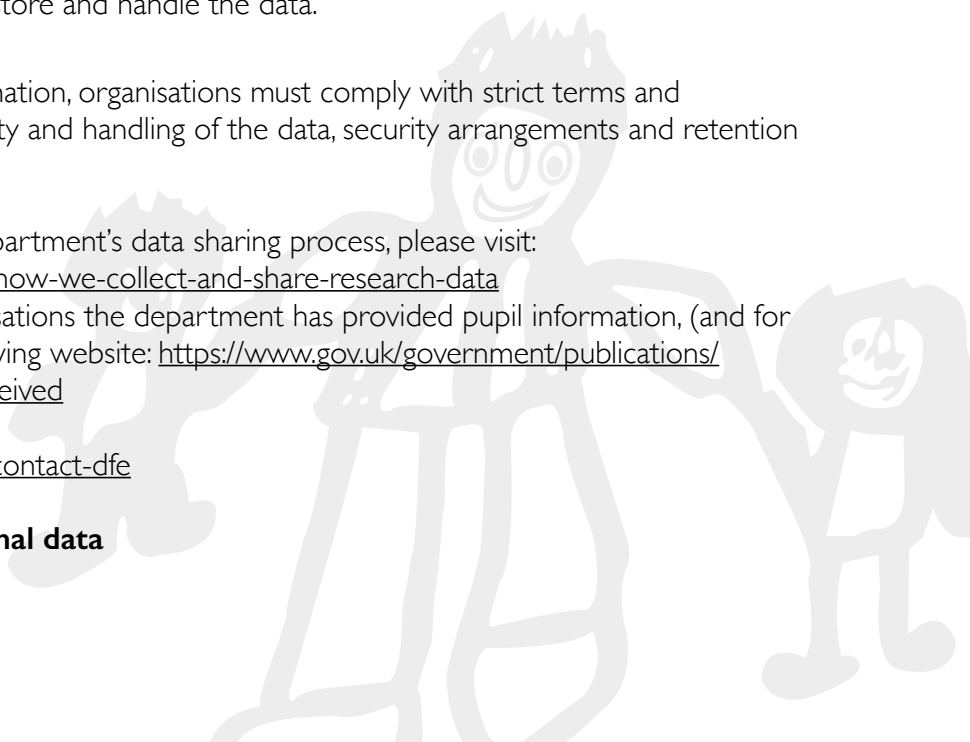 tore and handle the data.
nation, organisations must comply with strict terms and
ty and handling of the data, security arrangements and retention
partment's data sharing process, please visit:
how-we-collect-and-share-research-data
sations the department has provided pupil information, (and for
ving website: https://www.gov.uk/government/publications/
eived
contact-dfe
nal data